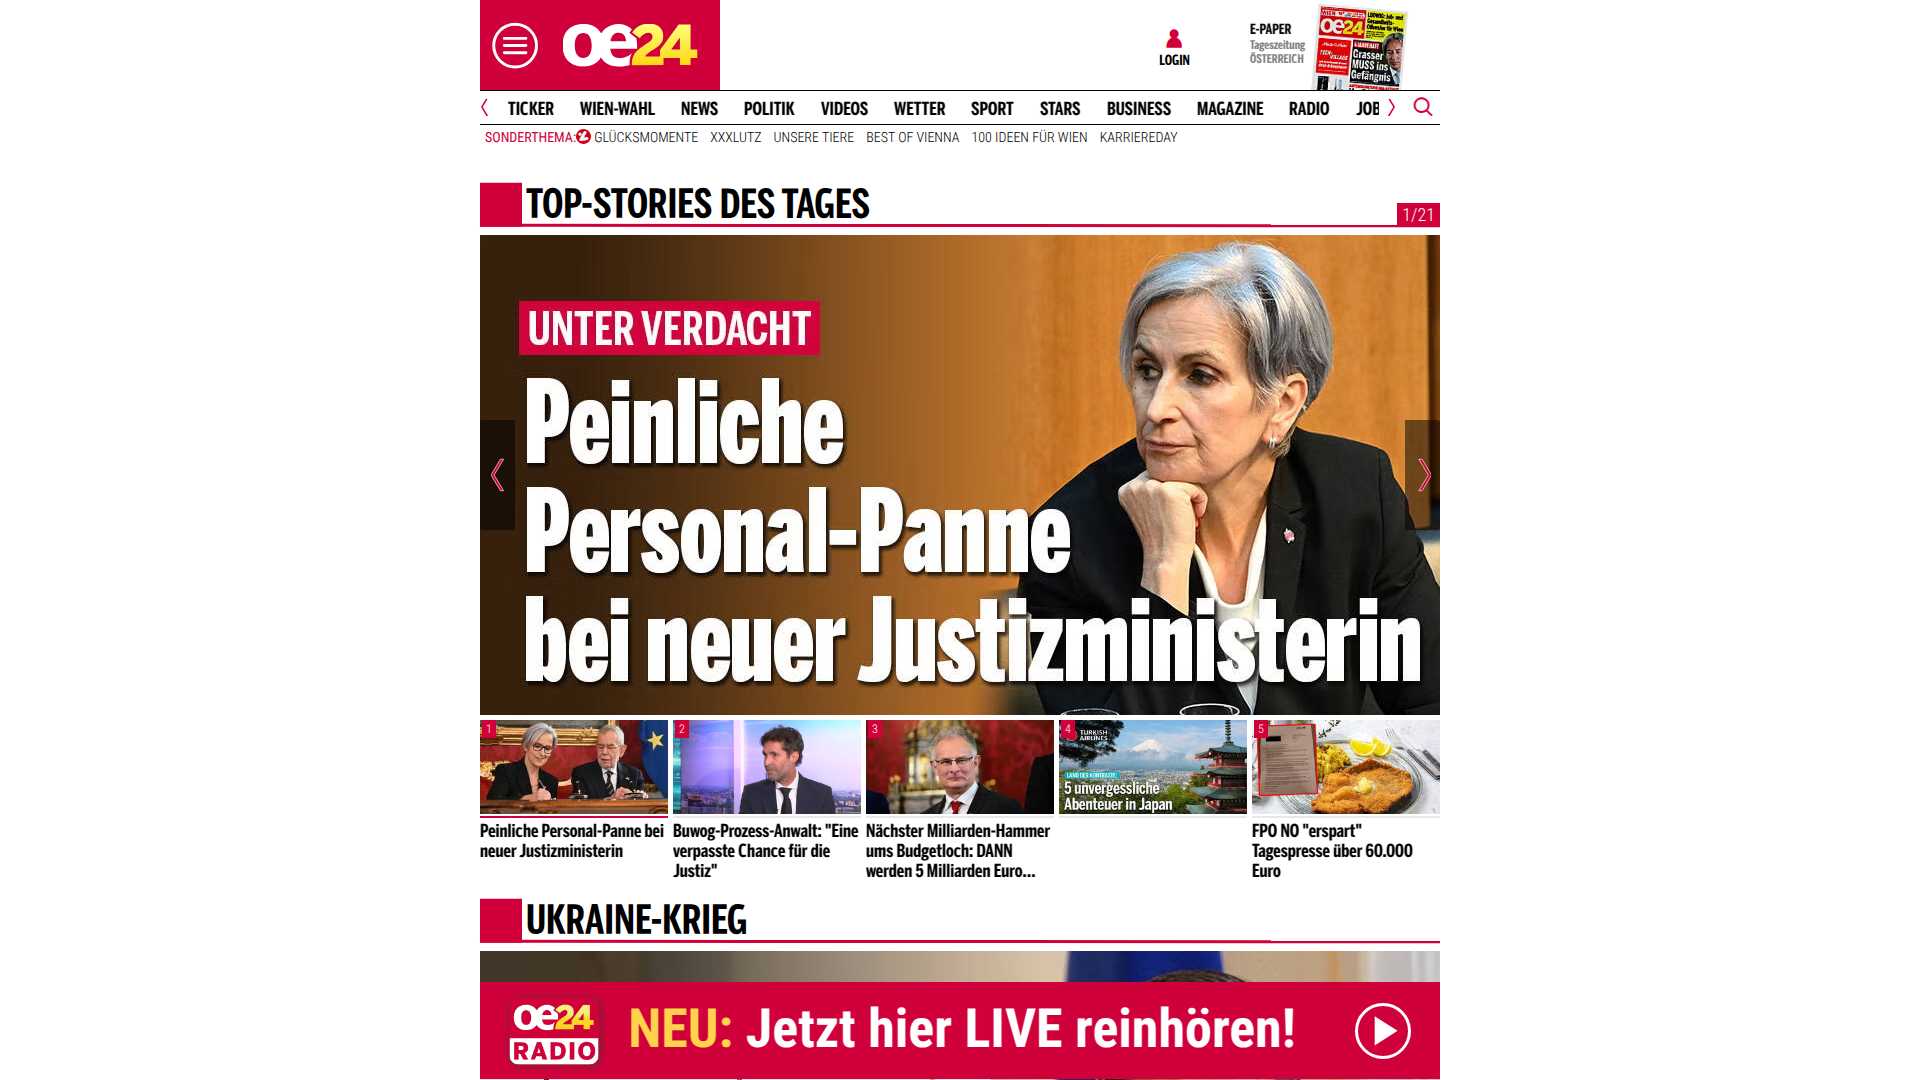 oe24
LOGIN
E-PAPER
Tageszeitung
ÖSTERREICH
oe24
Grasser
MUSS ins
Gefängnis
TICKER WIEN-WAHL NEWS POLITIK VIDEOS WETTER SPORT STARS BUSINESS MAGAZINE RADIO JOB
SONDERTHEMA: GLÜCKSMOMENTE XXXLUTZ UNSERE TIERE BEST OF VIENNA 100 IDEEN FÜR WIEN KARRIEREDAY
TOP-STORIES DES TAGES
1/21
UNTER VERDACHT
Peinliche
Personal-Panne
bei neuer Justizministerin
1
2
3
4
5
TURKISH
AIRLINES
LAND DER KONTRASTE
5 unvergessliche
Abenteuer in Japan
Peinliche Personal-Panne bei
neuer Justizministerin
Buwog-Prozess-Anwalt: "Eine
verpasste Chance für die
Justiz"
Nächster Milliarden-Hammer
ums Budgetloch: DANN
werden 5 Milliarden Euro...
FPÖ NÖ "erspart"
Tagespresse über 60.000
Euro
UKRAINE-KRIEG
oe24
RADIO
NEU: Jetzt hier LIVE reinhören!